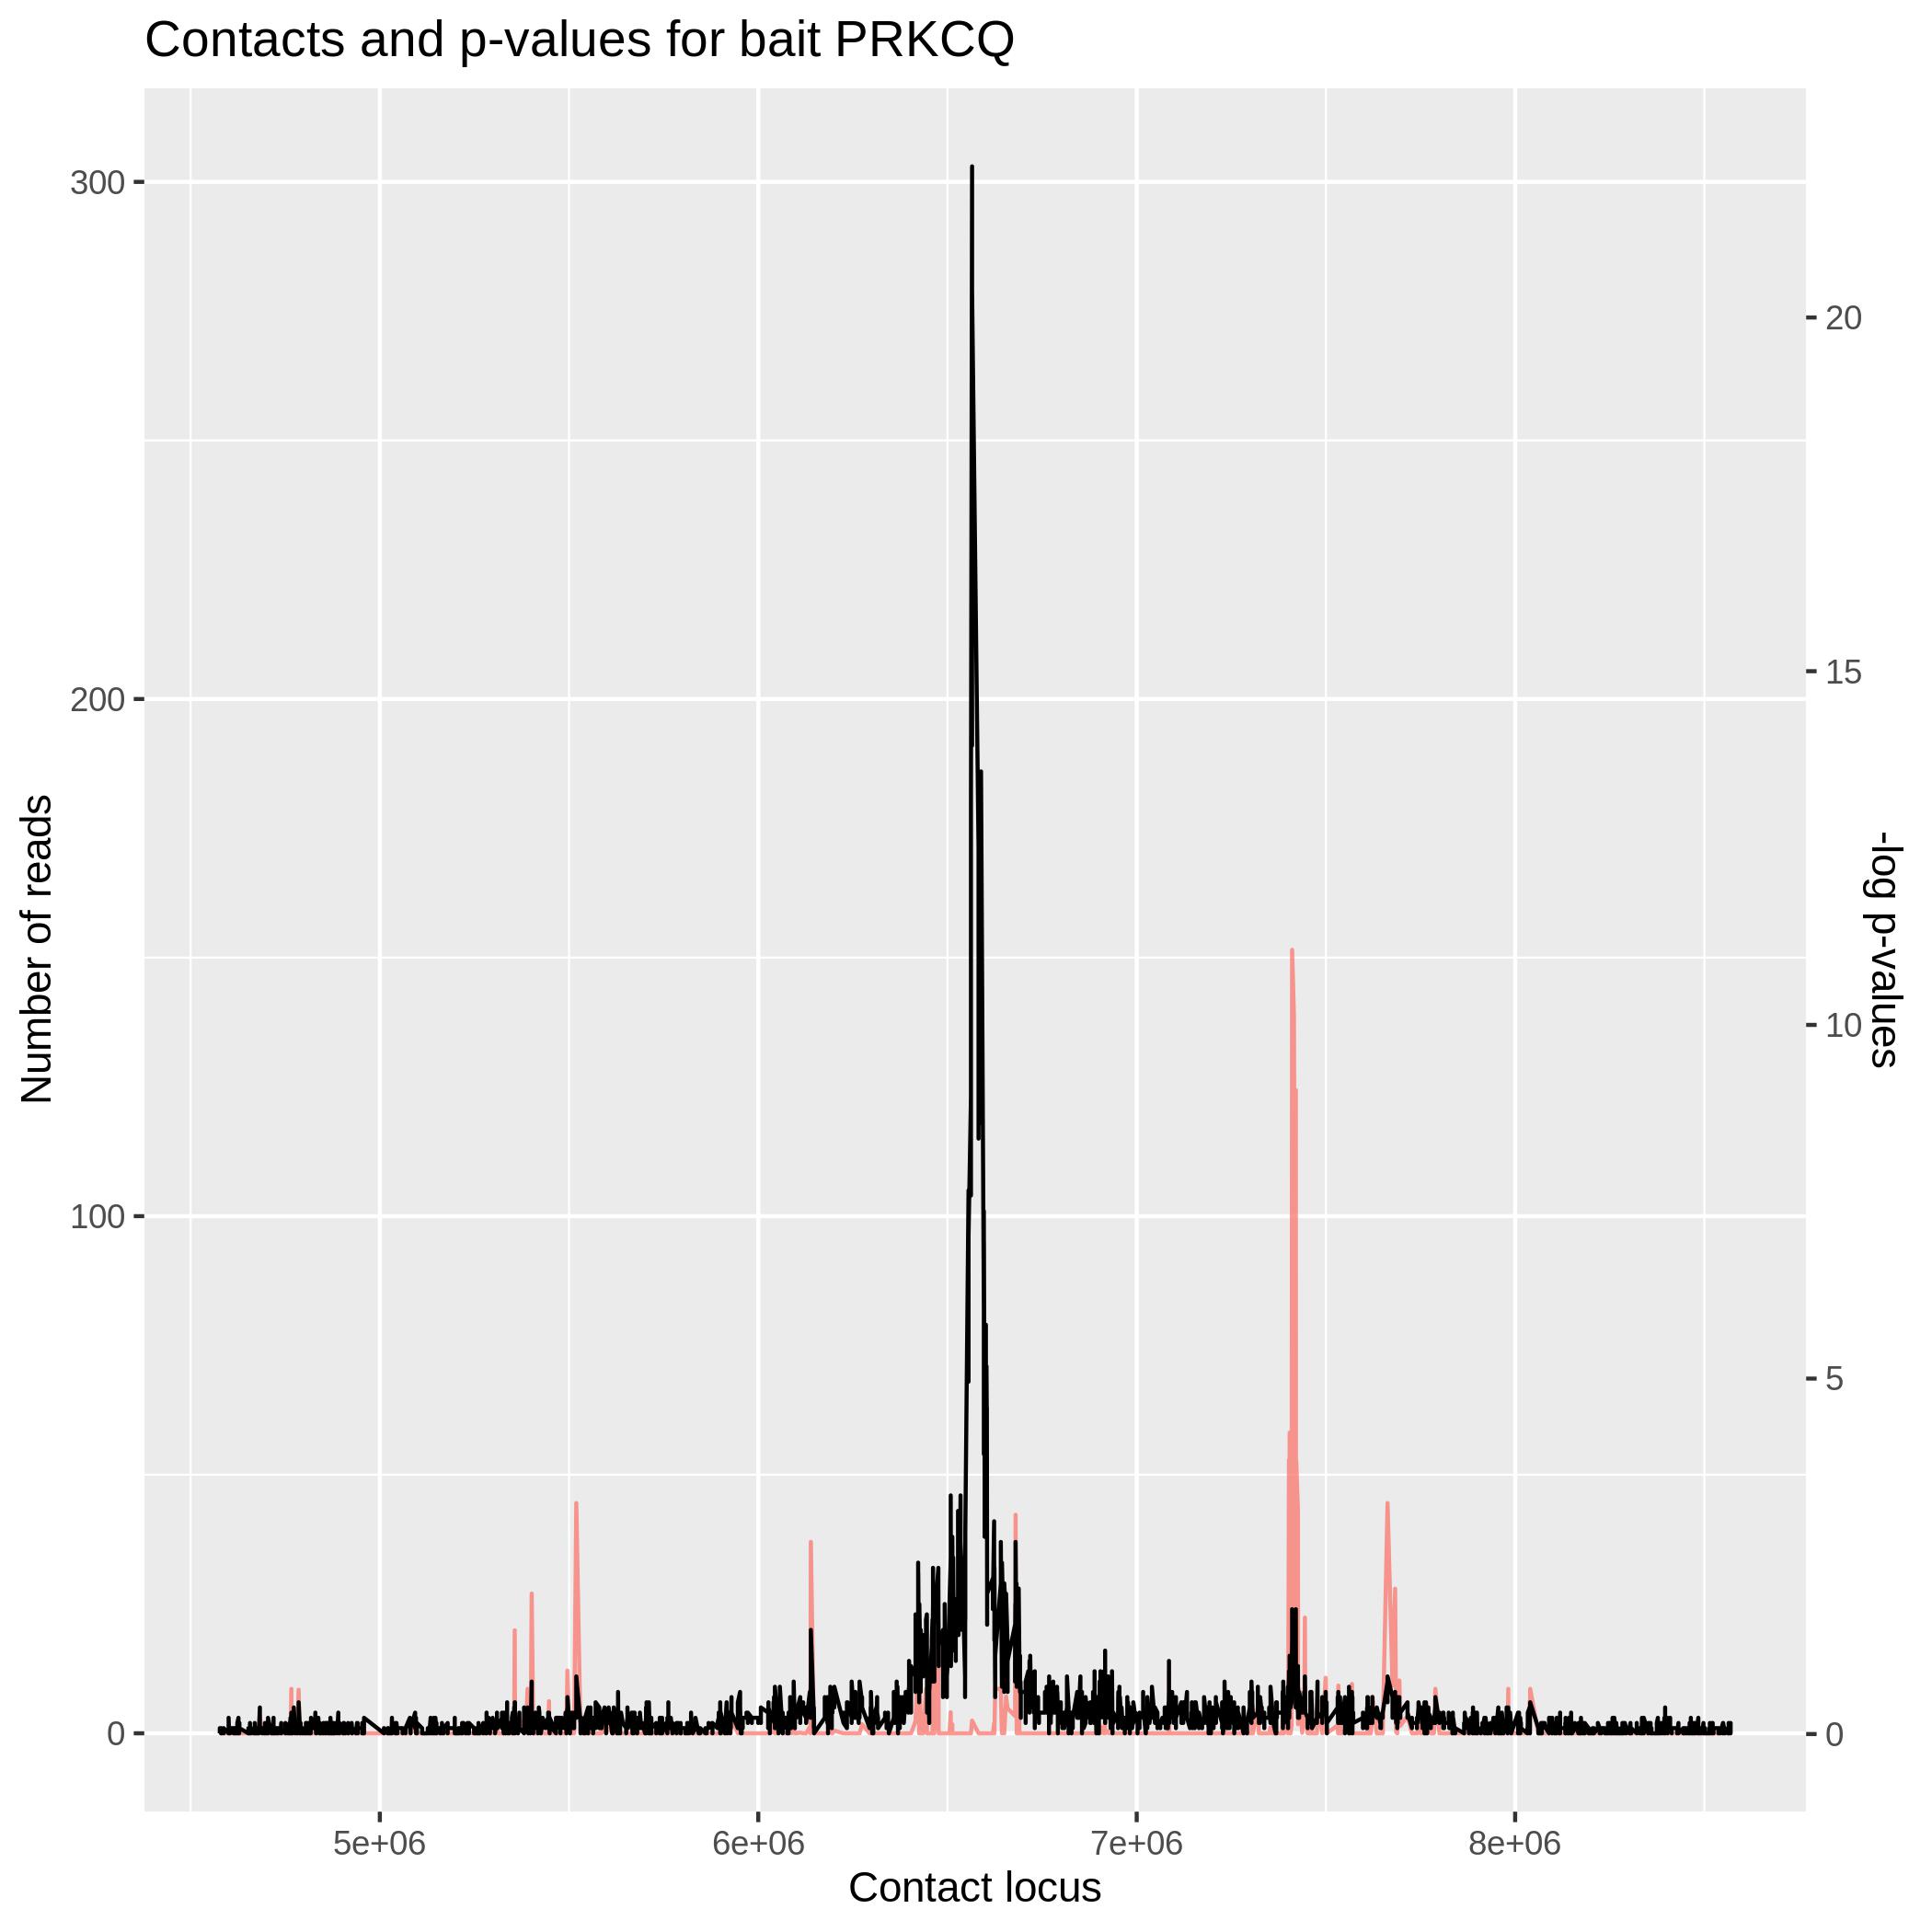 Contacts and p-values for bait PRKCQ
300
200
100
0
Number of reads
20
15
10
5
0
-log p-values
5e+06
6e+06
7e+06
8e+06
Contact locus